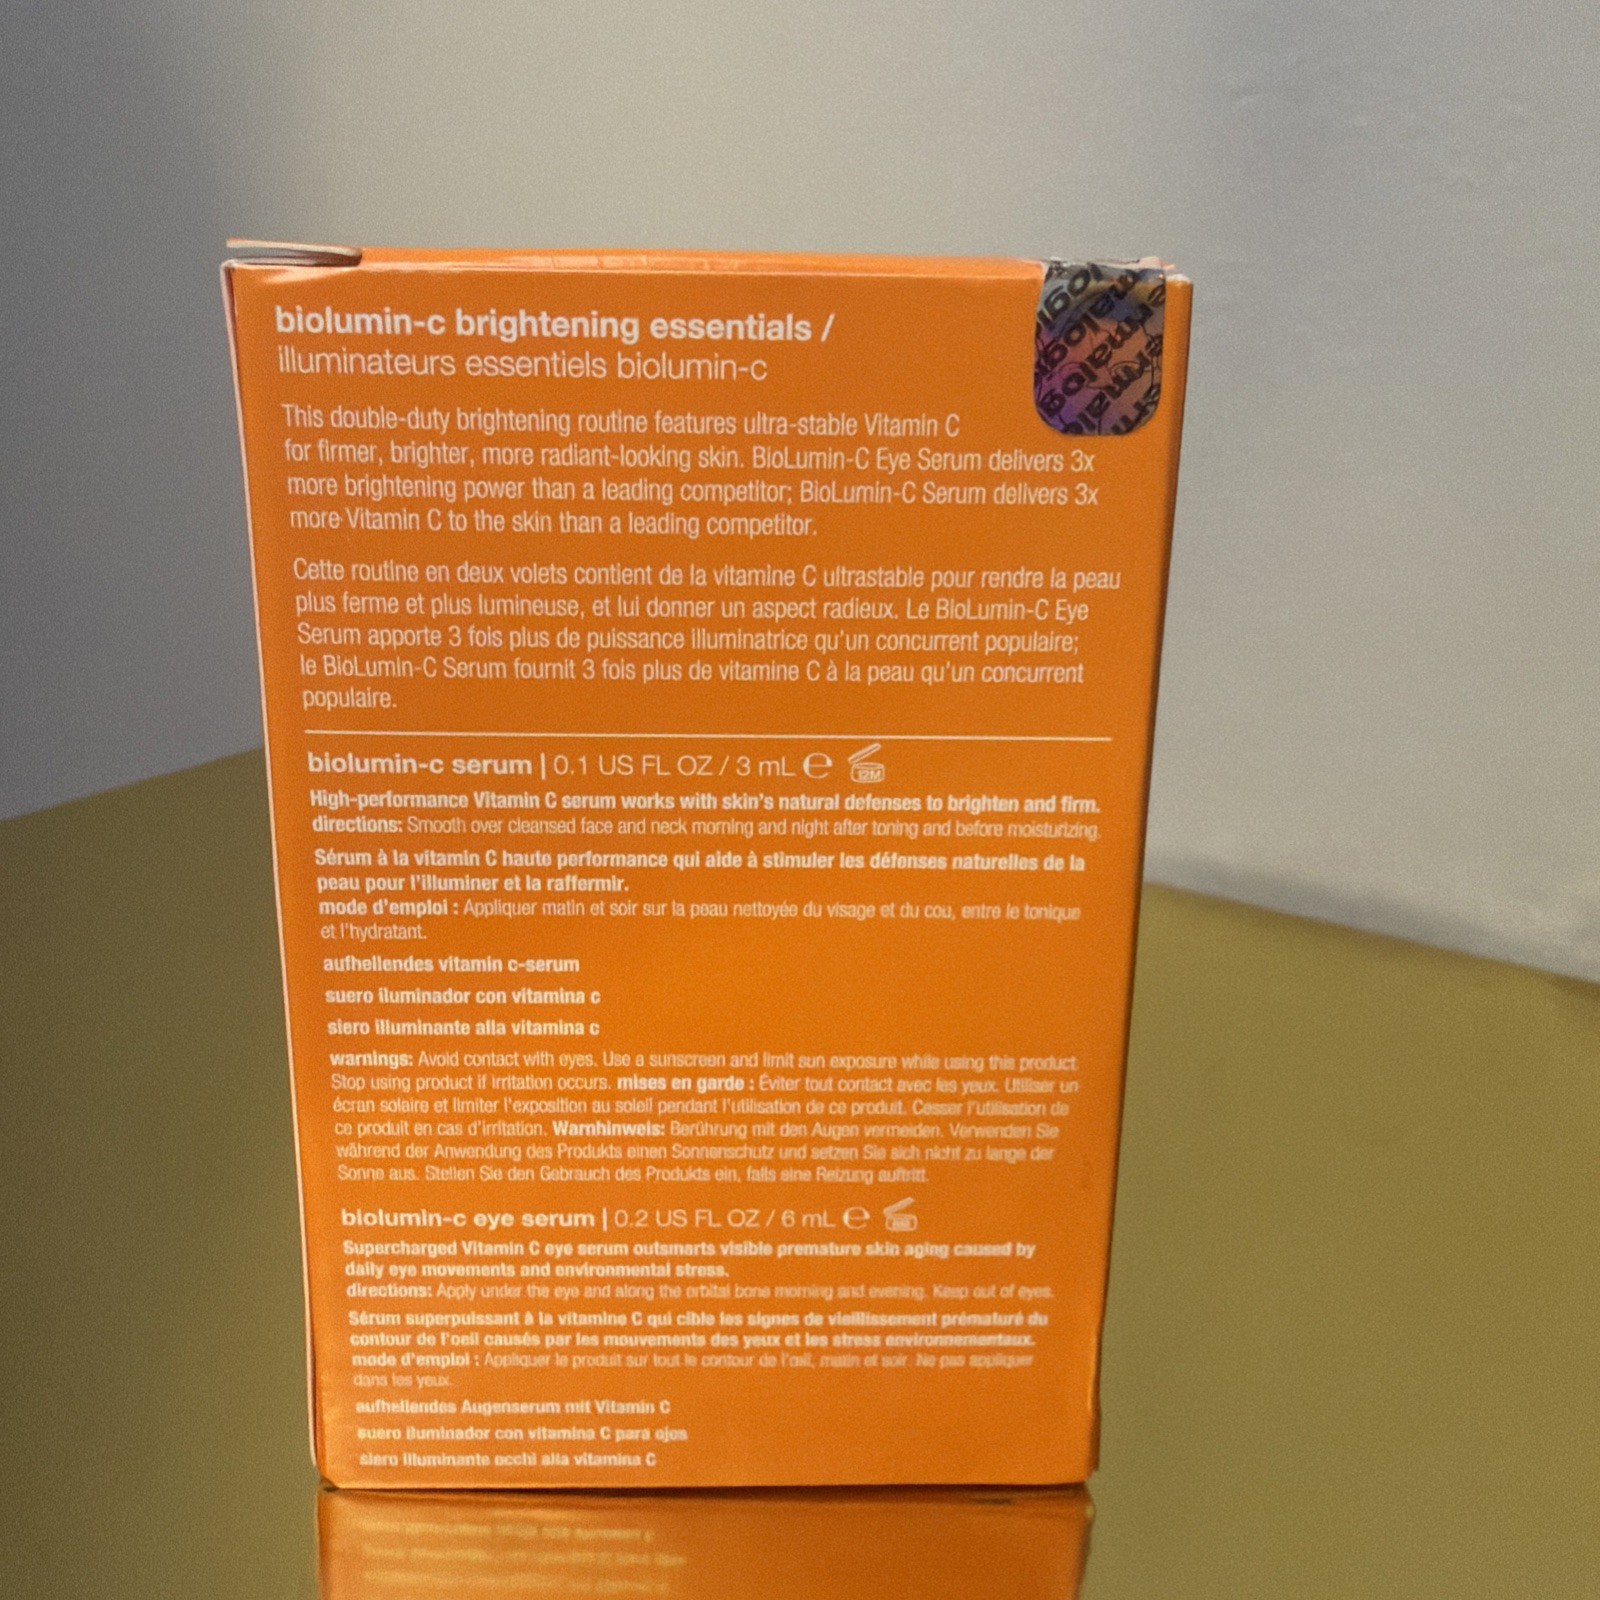 biolumin-c brightening essentials /
illuminateurs essentiels biolumin-c
This double-duty brightening routine features ultra-stable Vitamin C
for firmer, brighter, more radiant-looking skin. BioLumin-C Eye Serum delivers 3x
more brightening power than a leading competitor; BioLumin-C Serum delivers 3x
more Vitamin C to the skin than a leading competitor.
Cette routine en deux volets contient de la vitamine C ultrastable pour rendre la peau
plus ferme et plus lumineuse, et lui donner un aspect radieux. Le BioLumin-C Eye
Serum apporte 3 fois plus de puissance illuminatrice qu'un concurrent populaire;
le BioLumin-C Serum fournit 3 fois plus de vitamine C à la peau qu'un concurrent
populaire.
biolumin-c serum | 0.1 US FL OZ / 3 mL ℮ 12M
High-performance Vitamin C serum works with skin's natural defenses to brighten and firm.
directions: Smooth over cleansed face and neck morning and night after toning and before moisturizing.
Sérum à la vitamin C haute performance qui aide à stimuler les défenses naturelles de la
peau pour l'illuminer et la raffermir.
mode d'emploi : Appliquer matin et soir sur la peau nettoyée du visage et du cou, entre le tonique
et l'hydratant.
aufhellendes vitamin c-serum
suero iluminador con vitamina c
siero illuminante alla vitamina c
warnings: Avoid contact with eyes. Use a sunscreen and limit sun exposure while using this product.
Stop using product if irritation occurs. mises en garde : Éviter tout contact avec les yeux. Utiliser un
écran solaire et limiter l'exposition au soleil pendant l'utilisation de ce produit. Cesser l'utilisation de
ce produit en cas d'irritation. Warnhinweis: Berührung mit den Augen vermeiden. Verwenden Sie
während der Anwendung des Produkts einen Sonnenschutz und setzen Sie sich nicht zu lange der
Sonne aus. Stellen Sie den Gebrauch des Produkts ein, falls eine Reizung auftritt.
biolumin-c eye serum | 0.2 US FL OZ / 6 mL ℮
Supercharged Vitamin C eye serum outsmarts visible premature skin aging caused by
daily eye movements and environmental stress.
directions: Apply under the eye and along the orbital bone morning and evening. Keep out of eyes.
Sérum superpuissant à la vitamine C qui cible les signes de vieillissement prématuré du
contour de l'oeil causés par les mouvements des yeux et les stress environnementaux.
mode d'emploi : Appliquer le produit sur tout le contour de l'œil, matin et soir. Ne pas appliquer
dans les yeux.
aufhellendes Augenserum mit Vitamin C
suero iluminador con vitamina C para ojos
siero illuminante occhi alla vitamina C